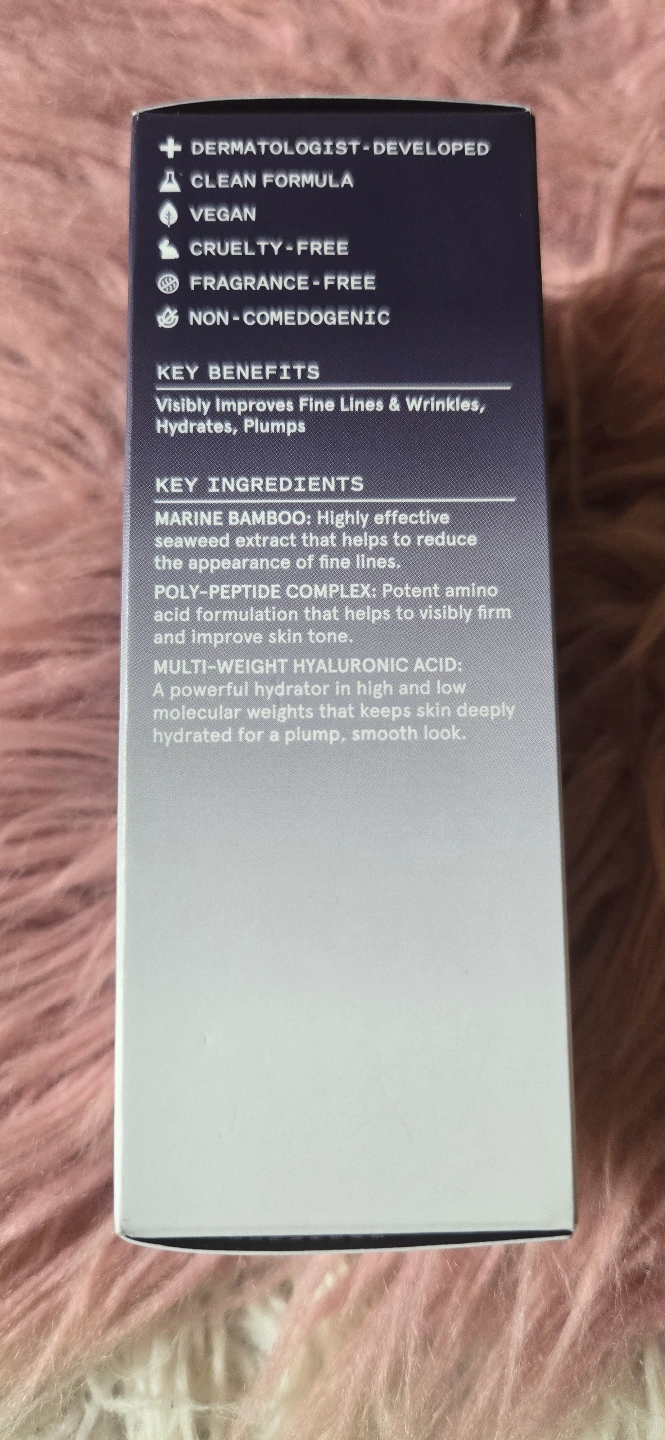 DERMATOLOGIST-DEVELOPED
CLEAN FORMULA
VEGAN
CRUELTY-FREE
FRAGRANCE-FREE
NON-COMEDOGENIC
KEY BENEFITS
Visibly Improves Fine Lines & Wrinkles,
Hydrates, Plumps
KEY INGREDIENTS
MARINE BAMBOO: Highly effective
seaweed extract that helps to reduce
the appearance of fine lines.
POLY-PEPTIDE COMPLEX: Potent amino
acid formulation that helps to visibly firm
and improve skin tone.
MULTI-WEIGHT HYALURONIC ACID:
A powerful hydrator in high and low
molecular weights that keeps skin deeply
hydrated for a plump, smooth look.